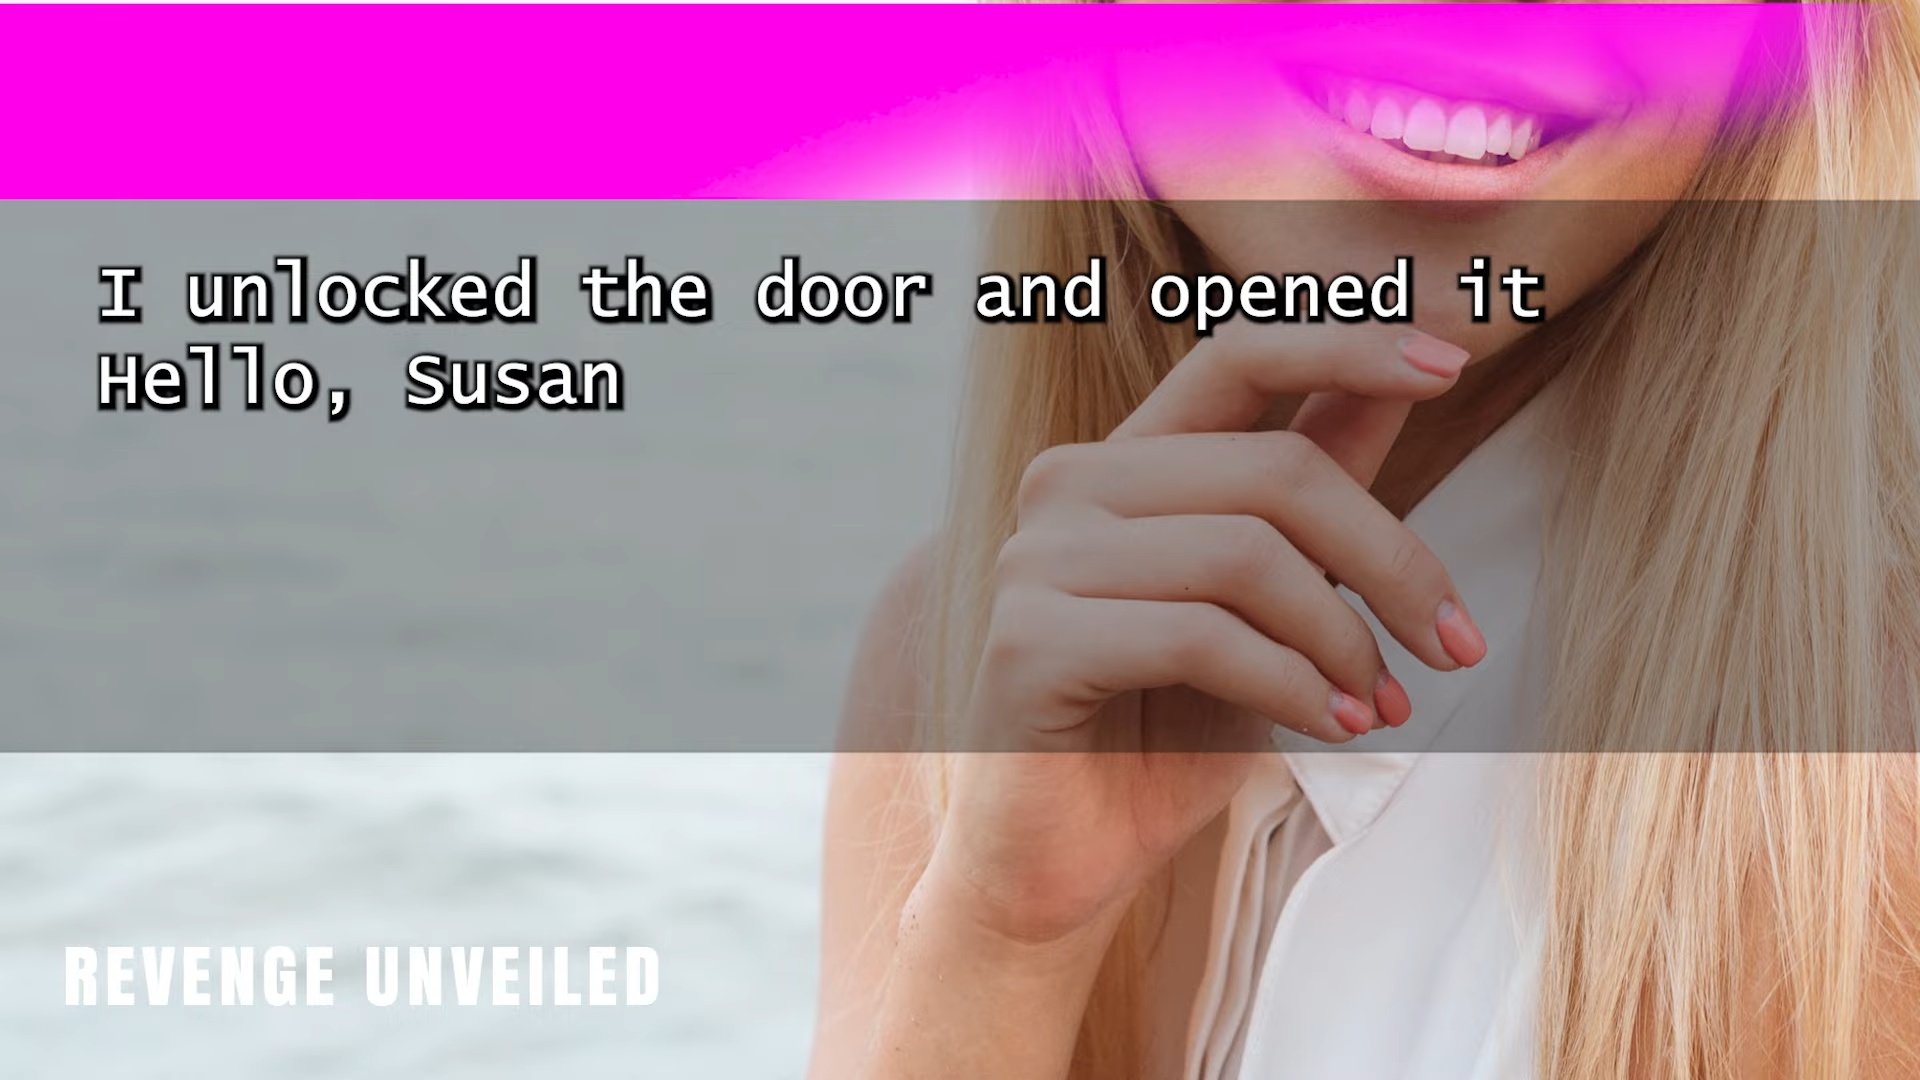 I unlocked the door and opened it
Hello, Susan
REVENGE UNVEILED